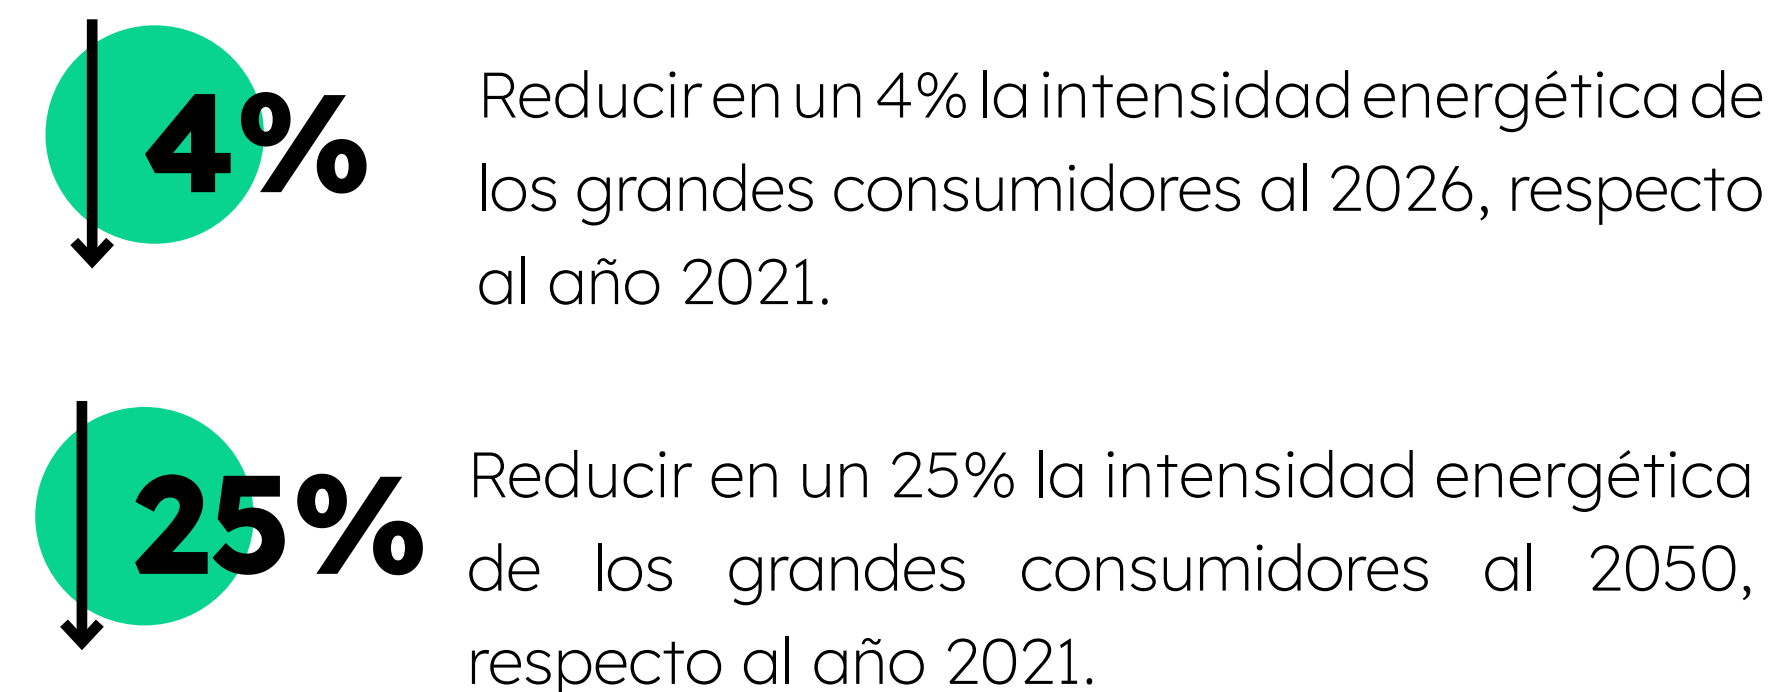 4%
Reducir en un 4% la intensidad energética de
los grandes consumidores al 2026, respecto
al año 2021.
25%
Reducir en un 25% la intensidad energética
de los grandes consumidores al 2050,
respecto al año 2021.